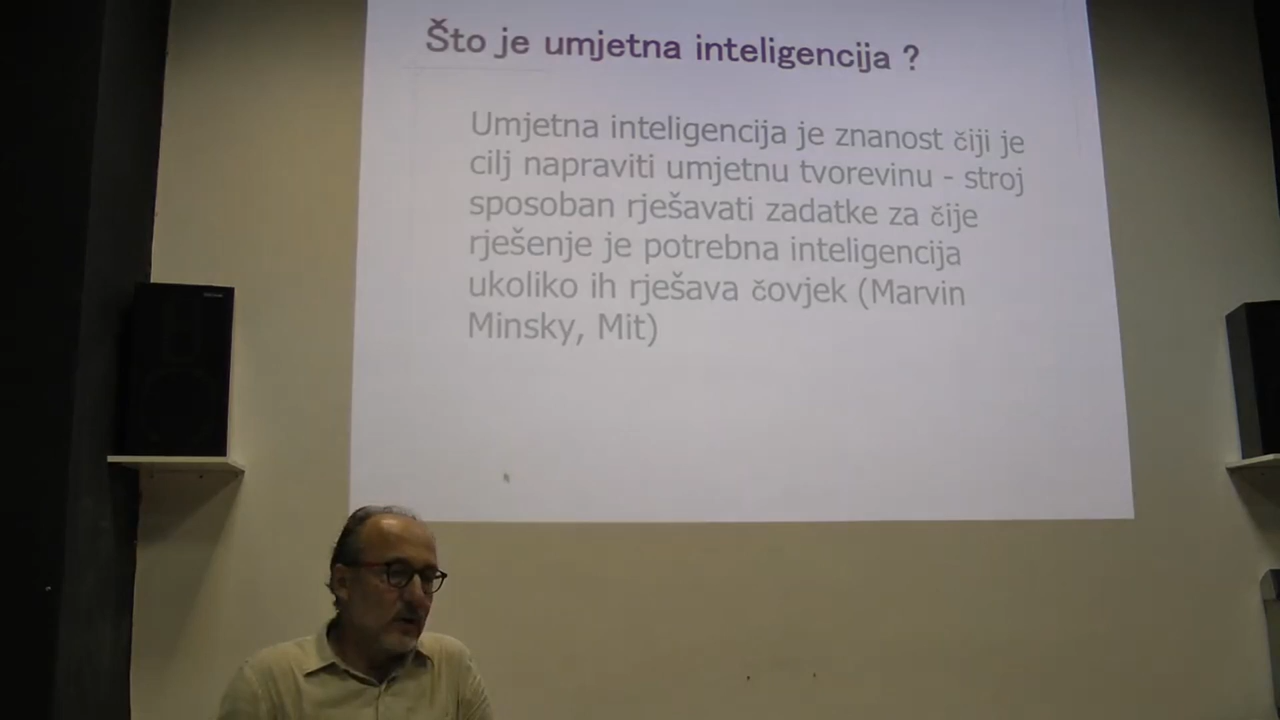 Što je umjetna inteligencija ?
Umjetna inteligencija je znanost čiji je
cilj napraviti umjetnu tvorevinu - stroj
sposoban rješavati zadatke za čije
rješenje je potrebna inteligencija
ukoliko ih rješava čovjek (Marvin
Minsky, Mit)